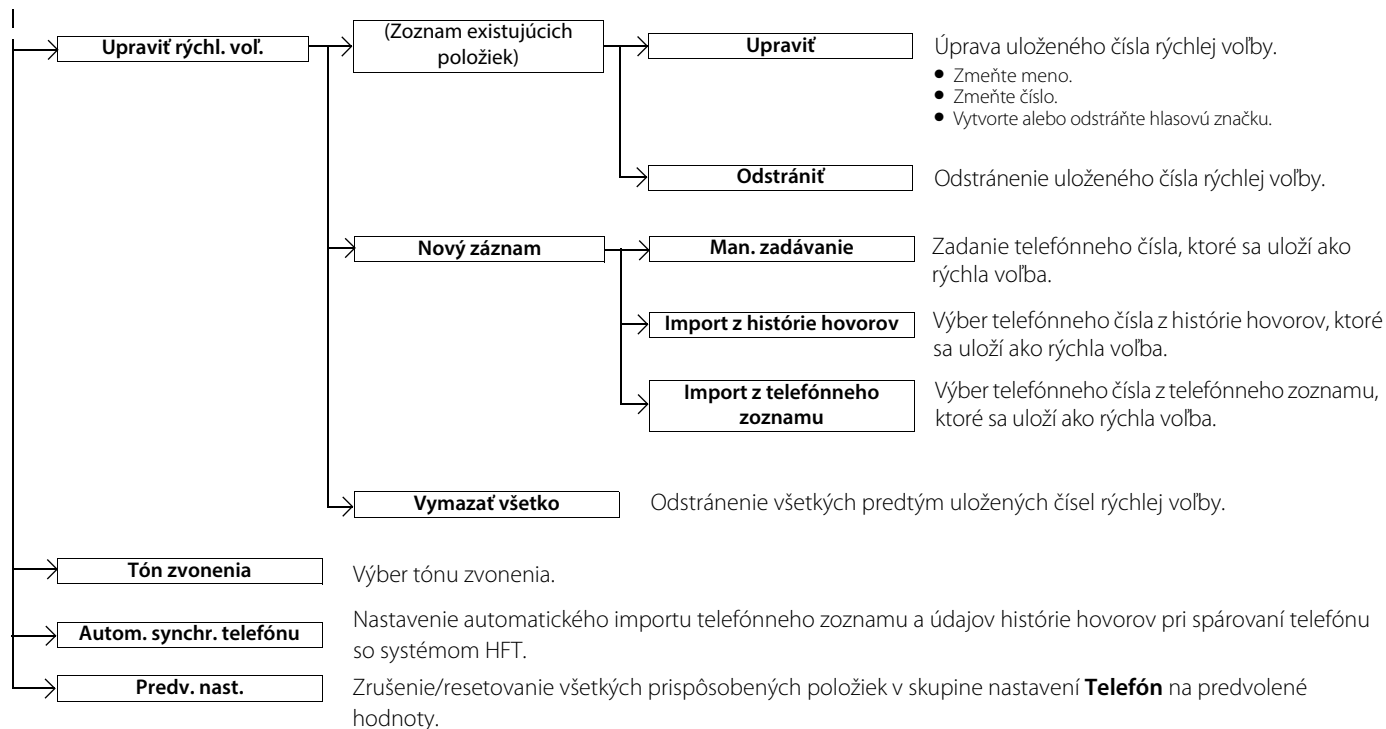 Upraviť rýchl. voľ.
(Zoznam existujúcich
položiek)
Upraviť
Úprava uloženého čísla rýchlej voľby.
● Zmeňte meno.
● Zmeňte číslo.
● Vytvorte alebo odstráňte hlasovú značku.
Odstrániť
Odstránenie uloženého čísla rýchlej voľby.
Nový záznam
Man. zadávanie
Zadanie telefónneho čísla, ktoré sa uloží ako
rýchla voľba.
Import z histórie hovorov
Výber telefónneho čísla z histórie hovorov, ktoré
sa uloží ako rýchla voľba.
Import z telefónneho
zoznamu
Výber telefónneho čísla z telefónneho zoznamu,
ktoré sa uloží ako rýchla voľba.
Vymazať všetko
Odstránenie všetkých predtým uložených čísel rýchlej voľby.
Tón zvonenia
Výber tónu zvonenia.
Autom. synchr. telefónu
Nastavenie automatického importu telefónneho zoznamu a údajov histórie hovorov pri spárovaní telefónu
so systémom HFT.
Predv. nast.
Zrušenie/resetovanie všetkých prispôsobených položiek v skupine nastavení Telefón na predvolené
hodnoty.